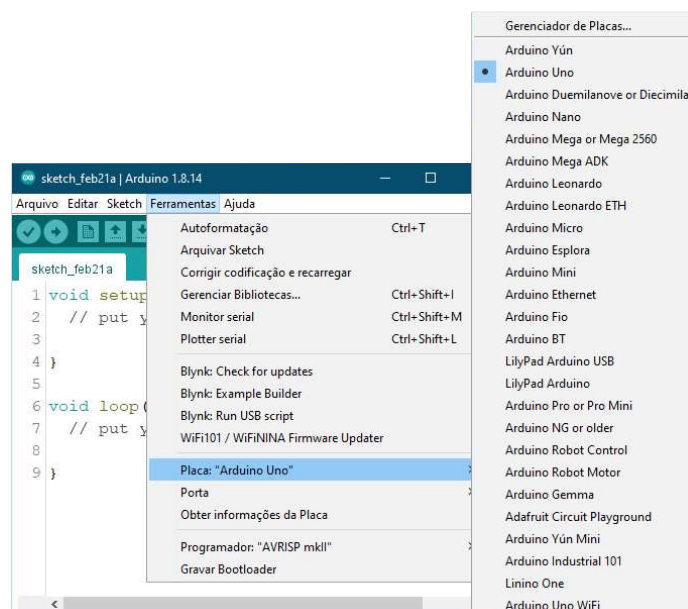 sketch_feb21a | Arduino 1.8.14
Arquivo Editar Sketch Ferramentas Ajuda
sketch_feb21a
1 void setup
2 // put y
3
4 }
5
6 void loop(
7 // put y
8
9 }
Autoformatação Ctrl+T
Arquivar Sketch
Corrigir codificação e recarregar
Gerenciar Bibliotecas... Ctrl+Shift+I
Monitor serial Ctrl+Shift+M
Plotter serial Ctrl+Shift+L
Blynk: Check for updates
Blynk: Example Builder
Blynk: Run USB script
WiFi101 / WiFiNINA Firmware Updater
Placa: "Arduino Uno"
Porta
Obter informações da Placa
Programador: "AVRISP mkII"
Gravar Bootloader
Gerenciador de Placas...
Arduino Yún
Arduino Uno
Arduino Duemilanove or Diecimila
Arduino Nano
Arduino Mega or Mega 2560
Arduino Mega ADK
Arduino Leonardo
Arduino Leonardo ETH
Arduino Micro
Arduino Esplora
Arduino Mini
Arduino Ethernet
Arduino Fio
Arduino BT
LilyPad Arduino USB
LilyPad Arduino
Arduino Pro or Pro Mini
Arduino NG or older
Arduino Robot Control
Arduino Robot Motor
Arduino Gemma
Adafruit Circuit Playground
Arduino Yún Mini
Arduino Industrial 101
Linino One
Arduino Uno WiFi